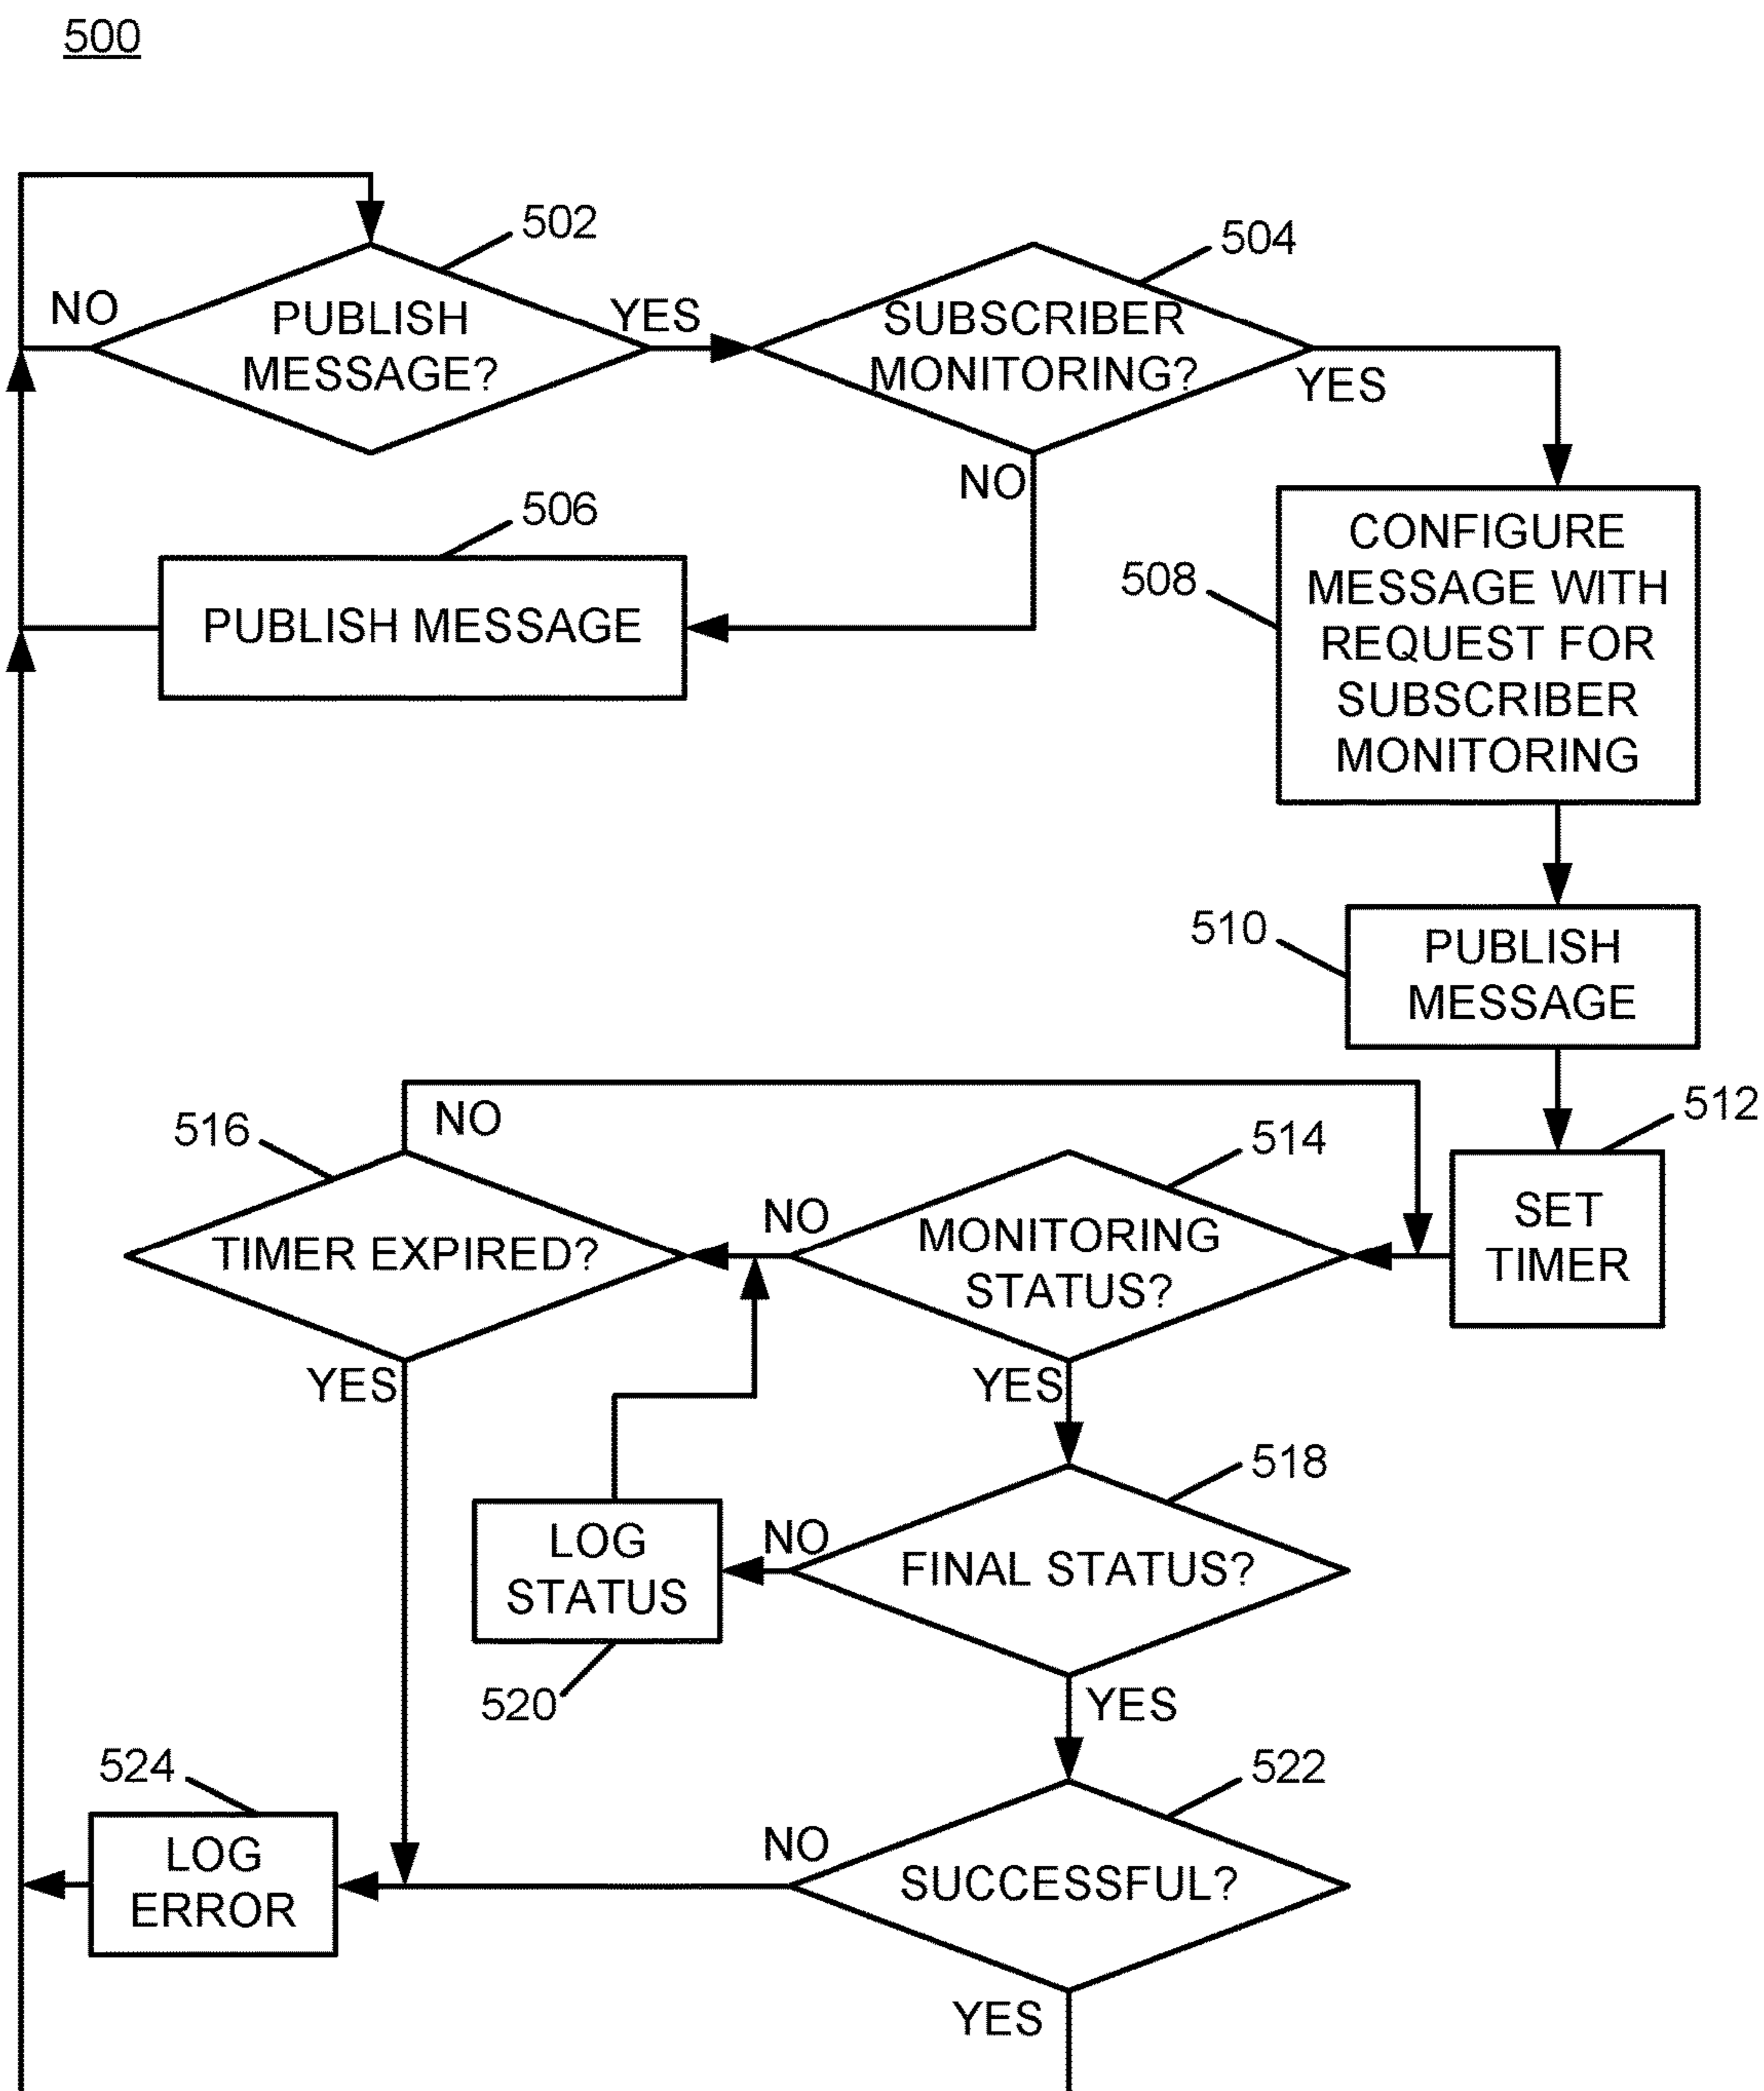 500
502
504
NO
PUBLISH
MESSAGE?
YES
SUBSCRIBER
MONITORING?
YES
NO
506
PUBLISH MESSAGE
508
CONFIGURE
MESSAGE WITH
REQUEST FOR
SUBSCRIBER
MONITORING
510
PUBLISH
MESSAGE
512
SET
TIMER
514
MONITORING
STATUS?
NO
YES
516
TIMER EXPIRED?
NO
YES
518
FINAL STATUS?
NO
YES
LOG
STATUS
520
522
SUCCESSFUL?
NO
YES
524
LOG
ERROR